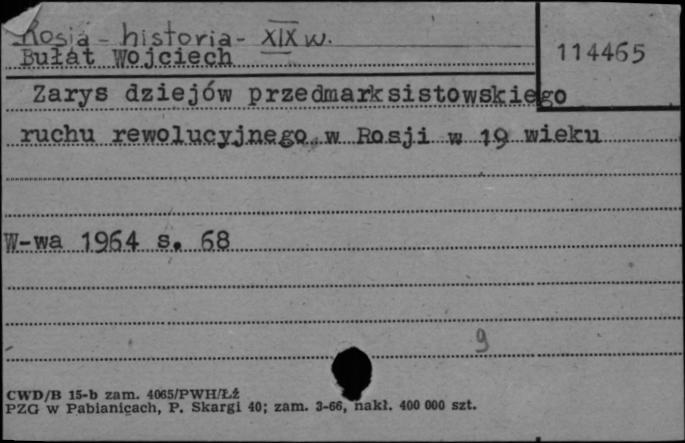 Rosja - historia - XIX w.
Bułat Wojciech
114465
Zarys dziejów przedmarksistowskiego
ruchu rewolucyjnego w Rosji w 19 wieku
W-wa 1964 s. 68
9
CWD/B 15-b zam. 4065/PWH/Łź
PZG w Pabianicach, P. Skargi 40; zam. 3-66, nakł. 400 000 szt.